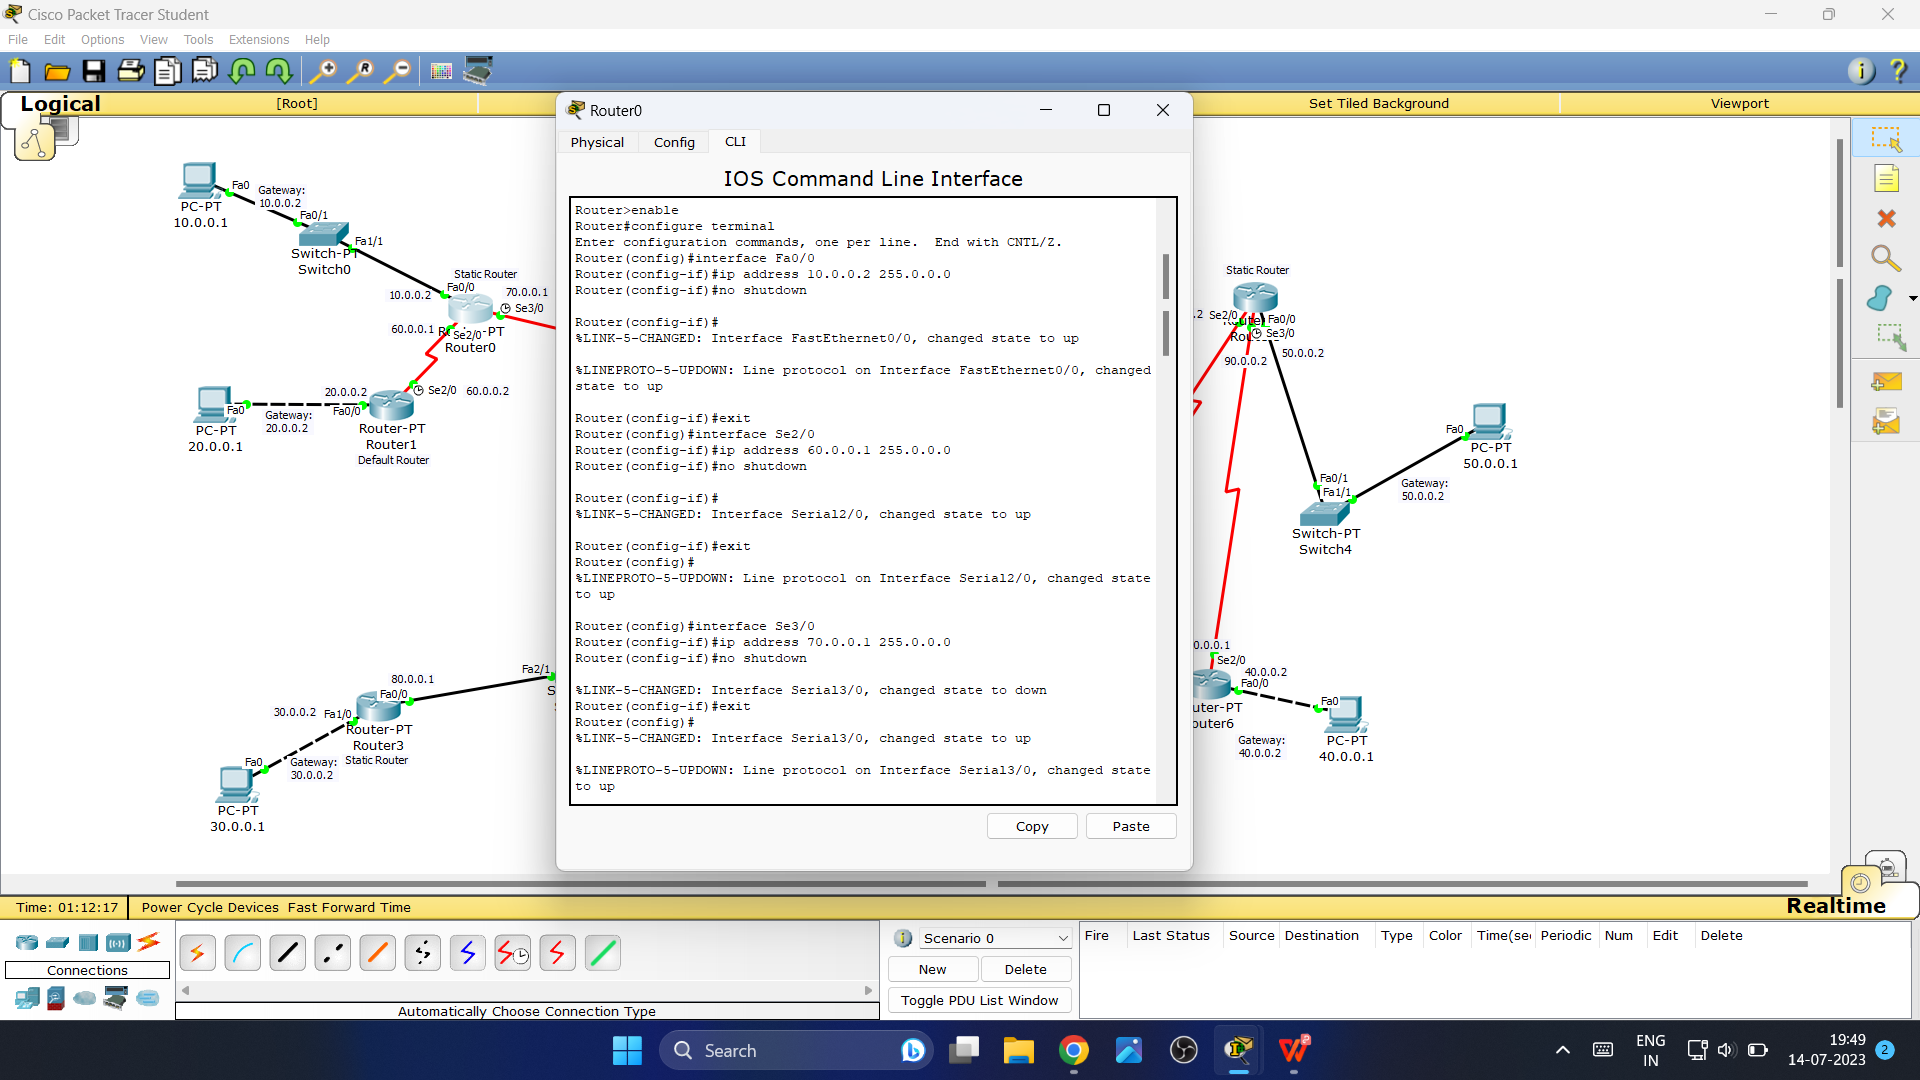 Cisco Packet Tracer Student
File Edit Options View Tools Extensions Help
Logical
[Root]
Set Tiled Background
Viewport
Router0
Physical Config CLI
IOS Command Line Interface
Router>enable
Router#configure terminal
Enter configuration commands, one per line.  End with CNTL/Z.
Router(config)#interface Fa0/0
Router(config-if)#ip address 10.0.0.2 255.0.0.0
Router(config-if)#no shutdown
Router(config-if)#
%LINK-5-CHANGED: Interface FastEthernet0/0, changed state to up
%LINEPROTO-5-UPDOWN: Line protocol on Interface FastEthernet0/0, changed
state to up
Router(config-if)#exit
Router(config)#interface Se2/0
Router(config-if)#ip address 60.0.0.1 255.0.0.0
Router(config-if)#no shutdown
Router(config-if)#
%LINK-5-CHANGED: Interface Serial2/0, changed state to up
Router(config-if)#exit
Router(config)#
%LINEPROTO-5-UPDOWN: Line protocol on Interface Serial2/0, changed state
to up
Router(config)#interface Se3/0
Router(config-if)#ip address 70.0.0.1 255.0.0.0
Router(config-if)#no shutdown
%LINK-5-CHANGED: Interface Serial3/0, changed state to down
Router(config-if)#exit
Router(config)#
%LINK-5-CHANGED: Interface Serial3/0, changed state to up
%LINEPROTO-5-UPDOWN: Line protocol on Interface Serial3/0, changed state
to up
Copy
Paste
Fa0
PC-PT
10.0.0.1
Gateway:
10.0.0.2
Fa0/1
Fa1/1
Switch-PT
Switch0
Static Router
10.0.0.2
Fa0/0
70.0.0.1
Se3/0
60.0.0.1
Se2/0
Router0
Fa0
PC-PT
20.0.0.1
Gateway:
20.0.0.2
20.0.0.2
Fa0/0
Se2/0
60.0.0.2
Router-PT
Router1
Default Router
80.0.0.1
Fa0/0
Fa2/1
30.0.0.2
Fa1/0
Router-PT
Router3
Static Router
Fa0
Gateway:
30.0.0.2
PC-PT
30.0.0.1
Static Router
.2
Se2/0
Fa0/0
Se3/0
90.0.0.2
50.0.0.2
Fa0
PC-PT
50.0.0.1
Fa0/1
Fa1/1
Gateway:
50.0.0.2
Switch-PT
Switch4
0.0.0.1
Se2/0
40.0.0.2
Fa0/0
uter-PT
outer6
Gateway:
40.0.0.2
Fa0
PC-PT
40.0.0.1
Time: 01:12:17
Power Cycle Devices Fast Forward Time
Realtime
Connections
Automatically Choose Connection Type
Scenario 0
New
Delete
Toggle PDU List Window
Fire Last Status Source Destination Type Color Time(sec Periodic Num Edit Delete
Search
ENG
IN
19:49
14-07-2023
2